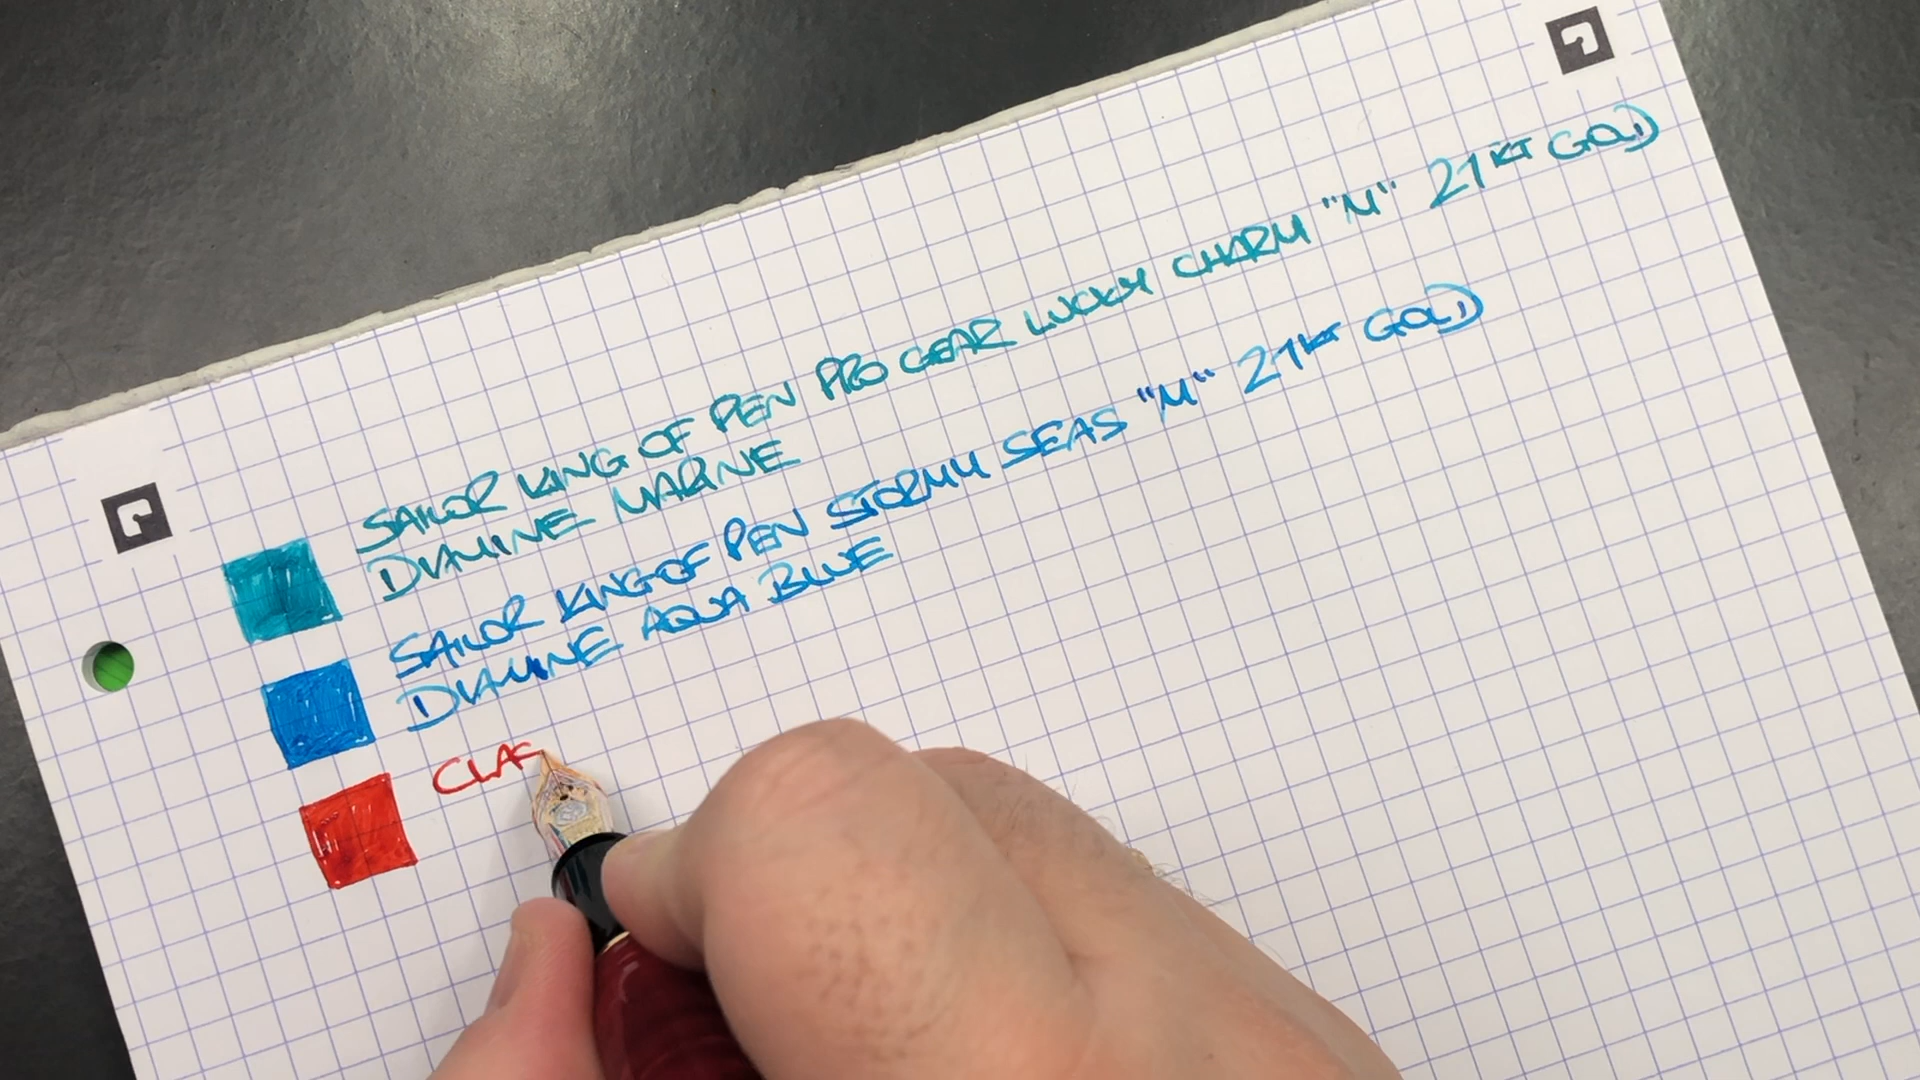 SAILOR KING OF PEN PRO GEAR LUCKY CHARM "M" 21KT GOLD
DIAMINE MARINE
SAILOR KING OF PEN STORMY SEAS "M" 21KT GOLD
DIAMINE AQUA BLUE
CLAS